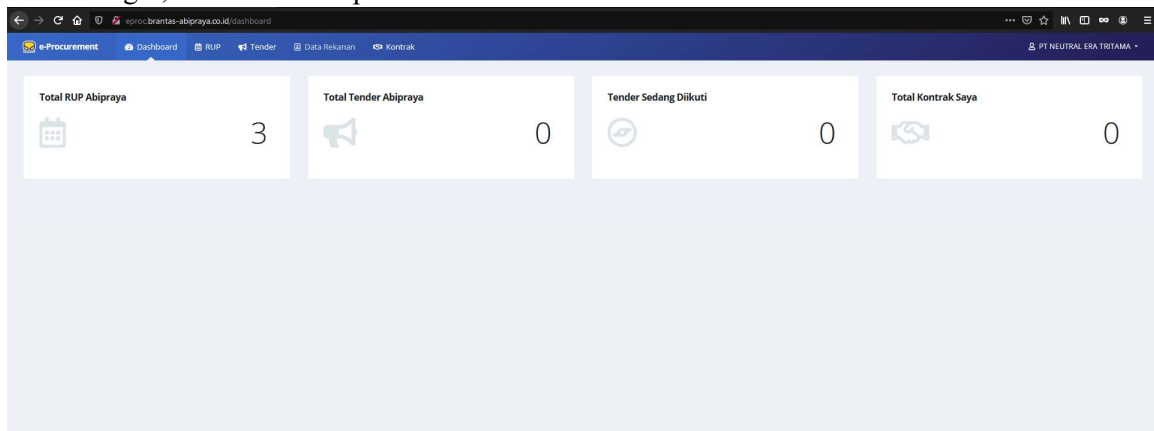 eproc.brantas-abipraya.co.id/dashboard
e-Procurement Dashboard RUP Tender Data Rekanan Kontrak PT NEUTRAL ERA TRITAMA
Total RUP Abipraya
3
Total Tender Abipraya
0
Tender Sedang Diikuti
0
Total Kontrak Saya
0